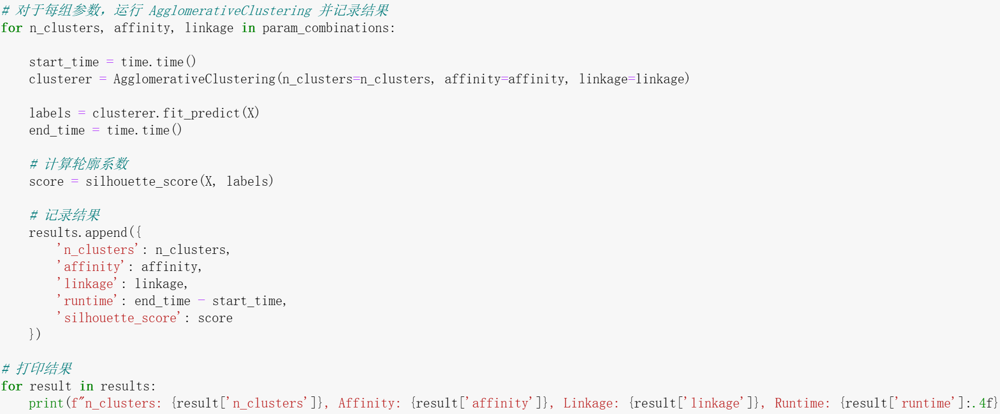 # 对于每组参数，运行 AgglomerativeClustering 并记录结果
for n_clusters, affinity, linkage in param_combinations:
    start_time = time.time()
    clusterer = AgglomerativeClustering(n_clusters=n_clusters, affinity=affinity, linkage=linkage)
    labels = clusterer.fit_predict(X)
    end_time = time.time()
    # 计算轮廓系数
    score = silhouette_score(X, labels)
    # 记录结果
    results.append({
        'n_clusters': n_clusters,
        'affinity': affinity,
        'linkage': linkage,
        'runtime': end_time - start_time,
        'silhouette_score': score
    })
# 打印结果
for result in results:
    print(f"n_clusters: {result['n_clusters']}, Affinity: {result['affinity']}, Linkage: {result['linkage']}, Runtime: {result['runtime']:.4f}